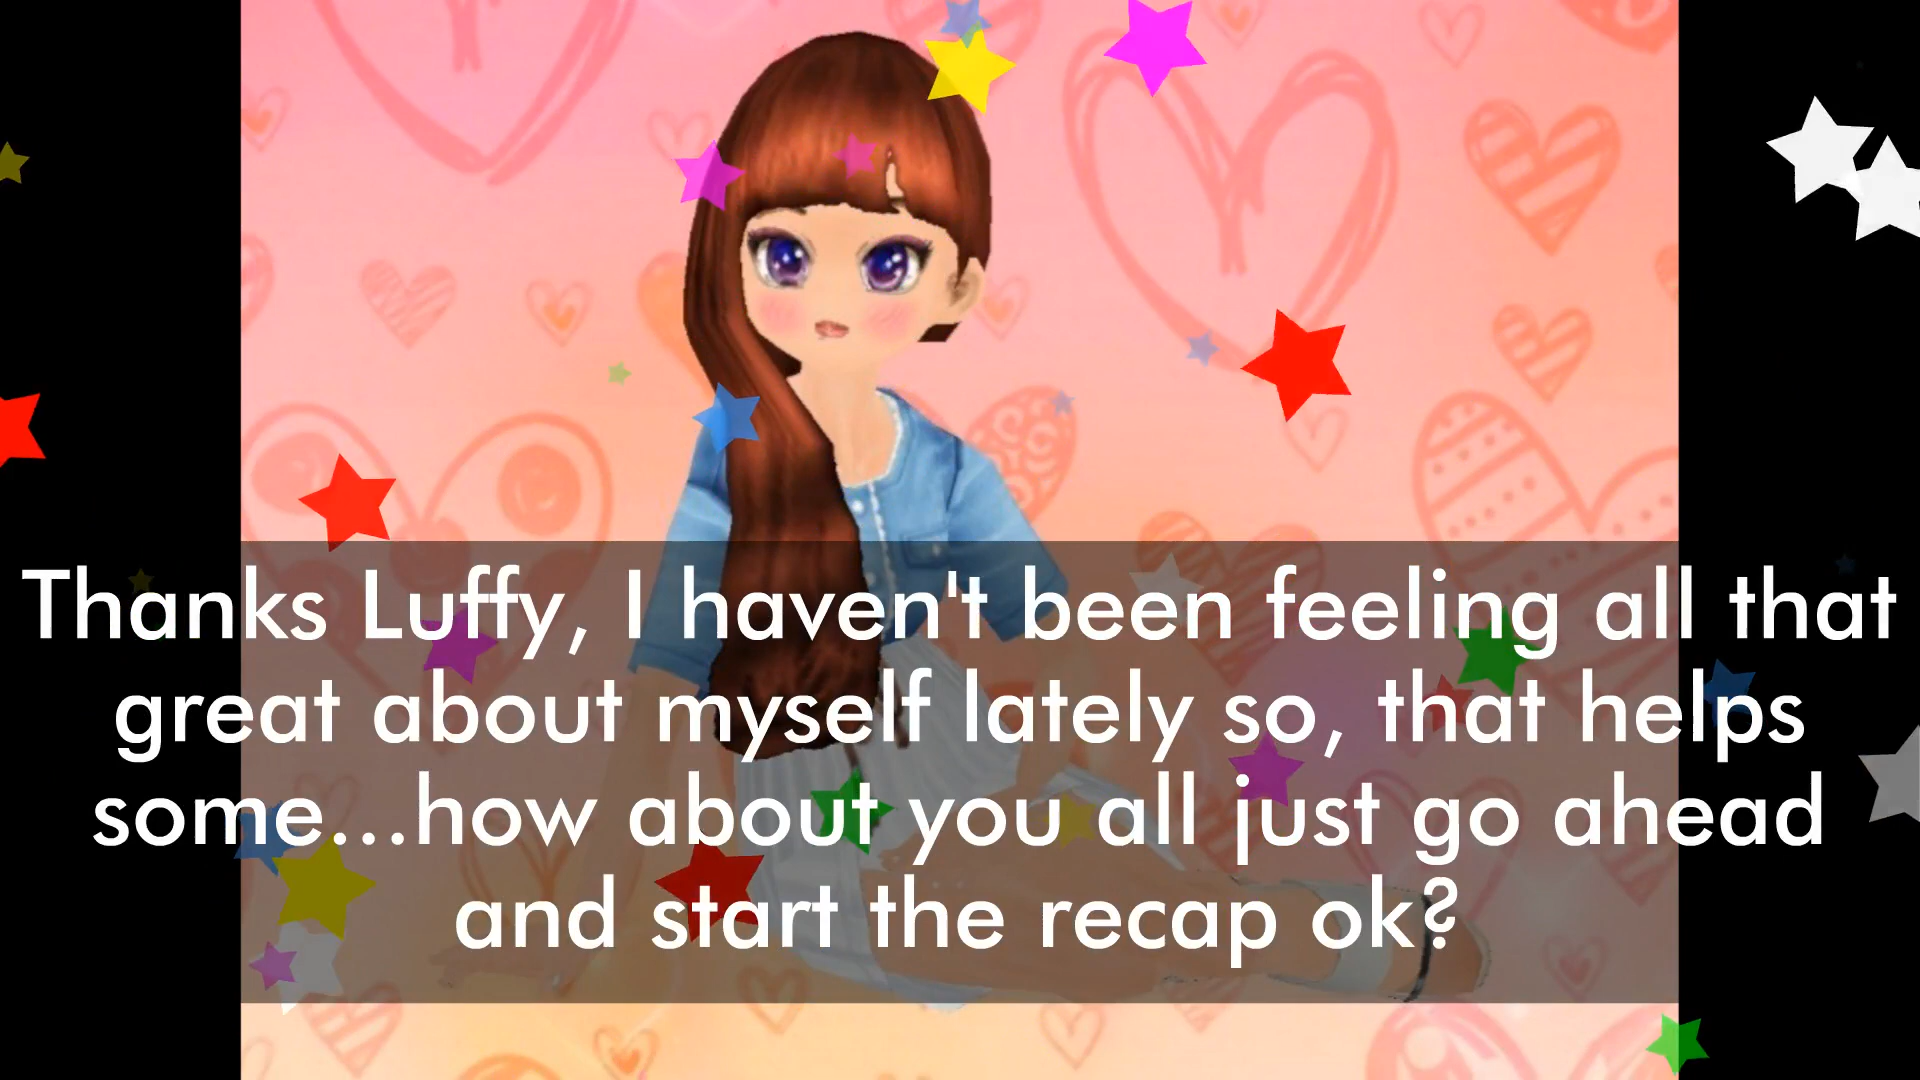 Thanks Luffy, I haven't been feeling all that
great about myself lately so, that helps
some...how about you all just go ahead
and start the recap ok?